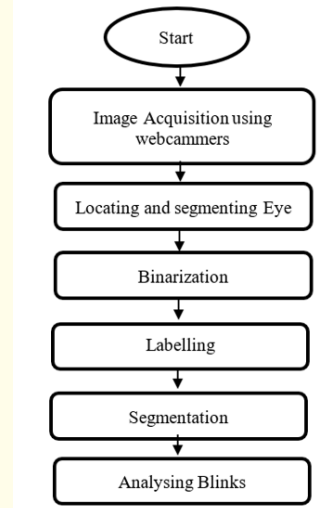 Start
Image Acquisition using
webcammers
Locating and segmenting Eye
Binarization
Labelling
Segmentation
Analysing Blinks